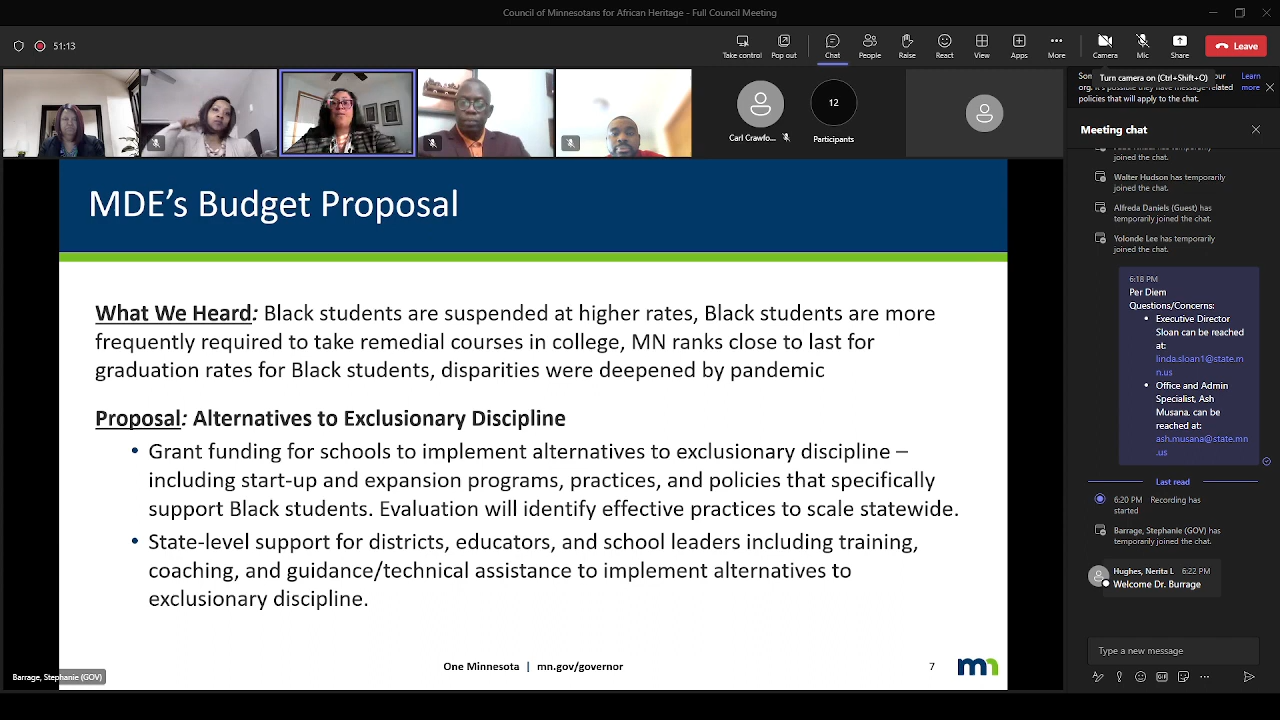 Council of Minnesotans for African Heritage - Full Council Meeting
51:13
Take control
Pop out
Chat
People
Raise
React
View
Apps
More
Camera
Mic
Share
Leave
Carl Crawfo...
12
Participants
Turn camera on (Ctrl+Shift+O)
org. It's possible they have message related
policies that will apply to the chat.
Learn
more
Meeting chat
temporarily
joined the chat.
Walter Hudson has temporarily
joined the chat.
Alfreda Daniels (Guest) has
temporarily joined the chat.
Yolonde Lee has temporarily
joined the chat.
6:18 PM
Per Diem
Questions/Concerns:
• Executive Director
Sloan can be reached
at:
linda.sloan1@state.m
n.us
• Office and Admin
Specialist, Ash
Musana, can be
reached at:
ash.musana@state.mn
.us
Last read
6:20 PM Recording has
started
Barrage, Stephanie (GOV) has
temporarily joined the chat.
Hughes, Nerita L 6:22 PM
Welcome Dr. Burrage
Type a new message
MDE's Budget Proposal
What We Heard: Black students are suspended at higher rates, Black students are more
frequently required to take remedial courses in college, MN ranks close to last for
graduation rates for Black students, disparities were deepened by pandemic
Proposal: Alternatives to Exclusionary Discipline
• Grant funding for schools to implement alternatives to exclusionary discipline –
including start-up and expansion programs, practices, and policies that specifically
support Black students. Evaluation will identify effective practices to scale statewide.
• State-level support for districts, educators, and school leaders including training,
coaching, and guidance/technical assistance to implement alternatives to
exclusionary discipline.
One Minnesota | mn.gov/governor
7
mn
Barrage, Stephanie (GOV)